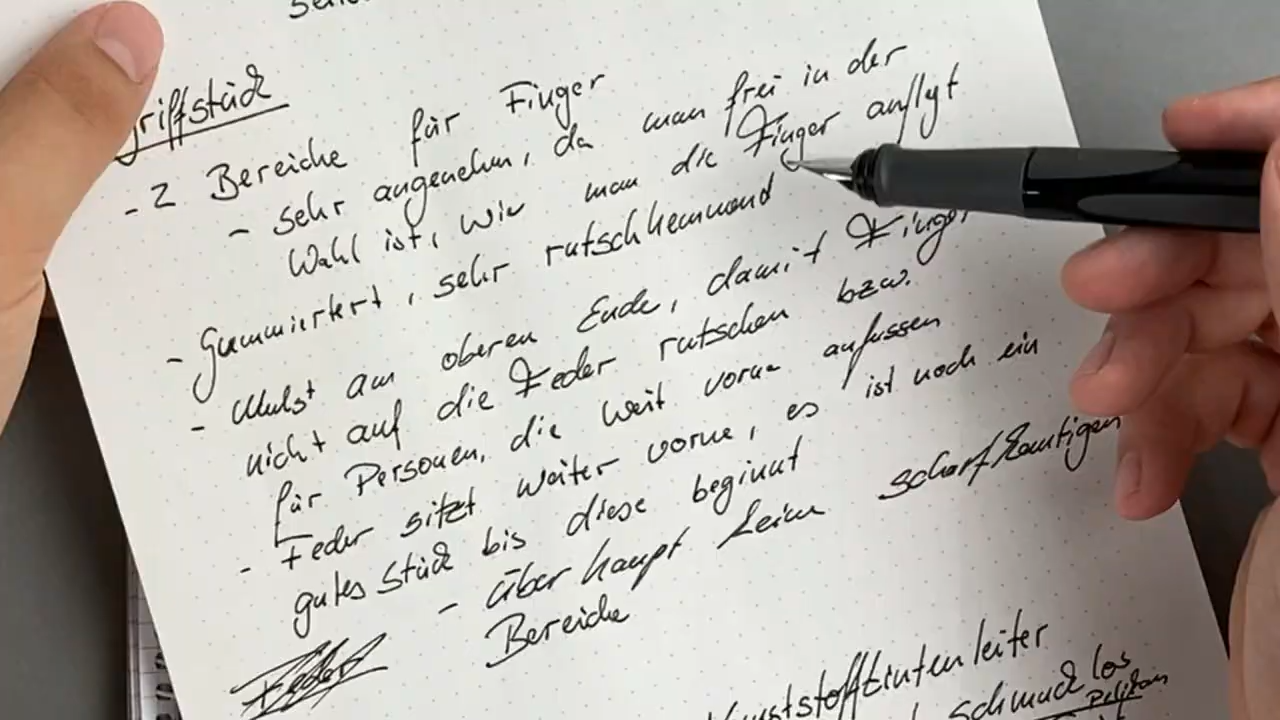 Griffstück
- 2 Bereiche für Finger
- sehr angenehm, da man frei in der
Wahl ist, wie man die Finger auflegt
- Gummiert, sehr rutschhemmend
- Wulst am oberen Ende, damit Finger
nicht auf die Feder rutschen bzw.
für Personen, die weit vorne anfassen
- Feder sitzt weiter vorne, es ist noch ein
gutes Stück bis diese beginnt
- überhaupt keine scharfkantigen
Bereiche
Feder
Kunststofftintenleiter
schmucklos
Pelikan